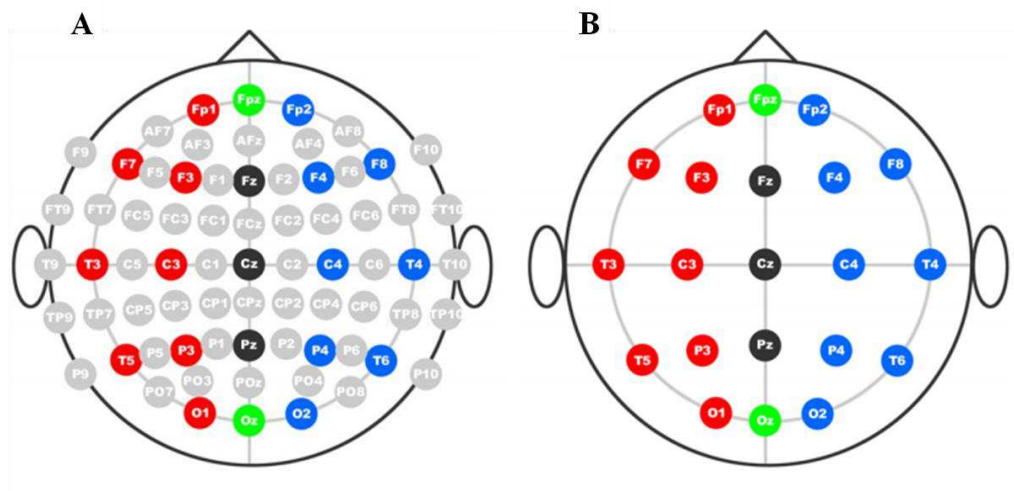 A B
Fp1 Fpz Fp2
AF7 AF3 AFz AF4 AF8
F9 F7 F5 F3 F1 Fz F2 F4 F6 F8 F10
FT9 FT7 FC5 FC3 FC1 FCz FC2 FC4 FC6 FT8 FT10
T9 T3 C5 C3 C1 Cz C2 C4 C6 T4 T10
TP9 TP7 CP5 CP3 CP1 CPz CP2 CP4 CP6 TP8 TP10
P9 T5 P5 P3 P1 Pz P2 P4 P6 T6 P10
PO7 PO3 POz PO4 PO8
O1 Oz O2
Fp1 Fpz Fp2
F7 F3 Fz F4 F8
T3 C3 Cz C4 T4
T5 P3 Pz P4 T6
O1 Oz O2